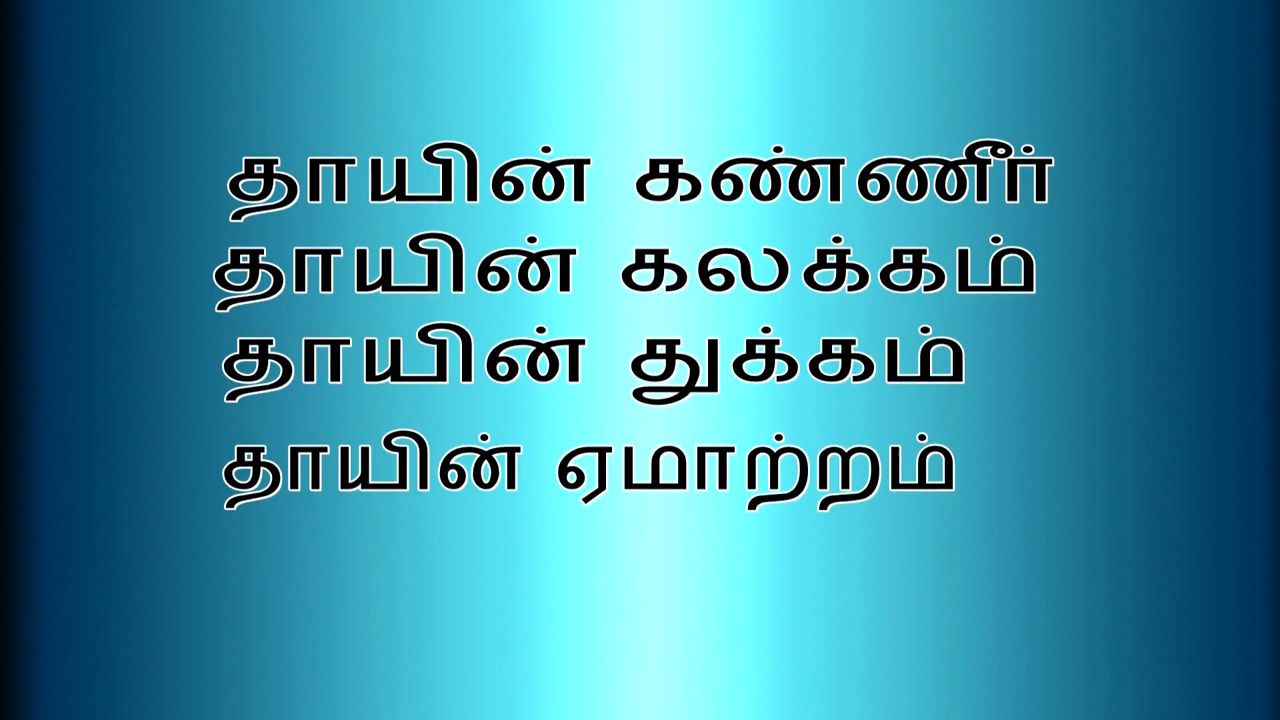 தாயின் கண்ணீர்
தாயின் கலக்கம்
தாயின் துக்கம்
தாயின் ஏமாற்றம்